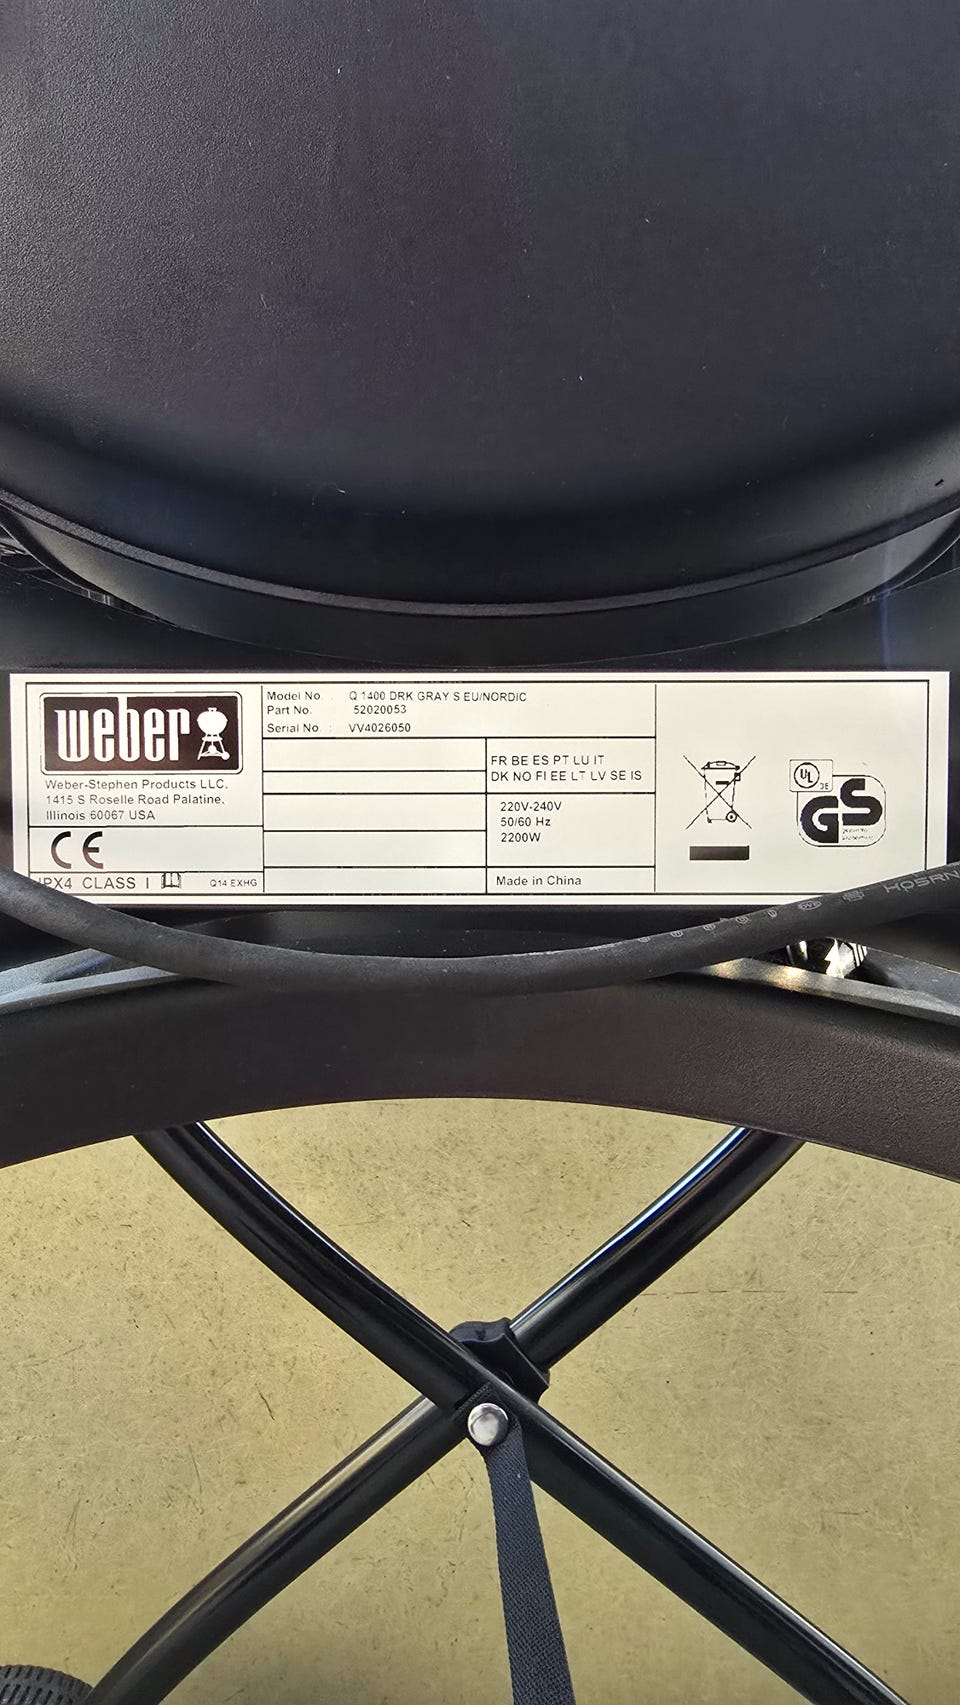 weber
Weber-Stephen Products LLC.
1415 S Roselle Road Palatine,
Illinois 60067 USA
CE
IPX4 CLASS I
Q14 EXHG
Model No. : Q 1400 DRK GRAY S EU/NORDIC
Part No. 52020053
Serial No : VV4026050
FR BE ES PT LU IT
DK NO FI EE LT LV SE IS
220V-240V
50/60 Hz
2200W
Made in China
UL
DE
GS